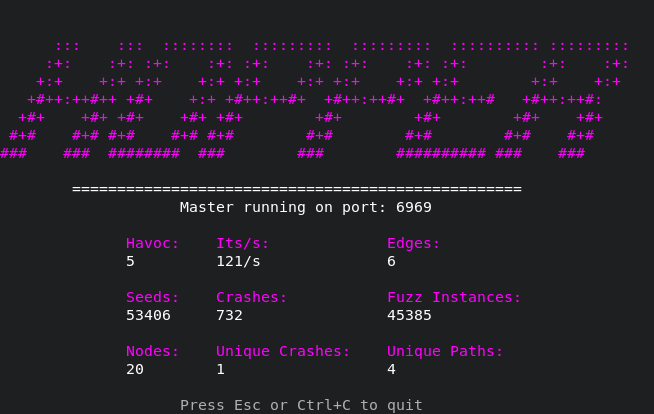 :::    :::  ::::::::  :::::::::  :::::::::  :::::::::: :::::::::
:+:    :+: :+:    :+: :+:    :+: :+:    :+: :+:        :+:    :+:
+:+    +:+ +:+    +:+ +:+    +:+ +:+    +:+ +:+        +:+    +:+
+#++:++#++ +#+    +:+ +#++:++#+  +#++:++#+  +#++:++#   +#++:++#:
+#+    +#+ +#+    +#+ +#+        +#+        +#+        +#+    +#+
#+#    #+# #+#    #+# #+#        #+#        #+#        #+#    #+#
###    ###  ########  ###        ###        ########## ###    ###
==================================================
Master running on port: 6969
Havoc: Its/s: Edges:
5 121/s 6
Seeds: Crashes: Fuzz Instances:
53406 732 45385
Nodes: Unique Crashes: Unique Paths:
20 1 4
Press Esc or Ctrl+C to quit